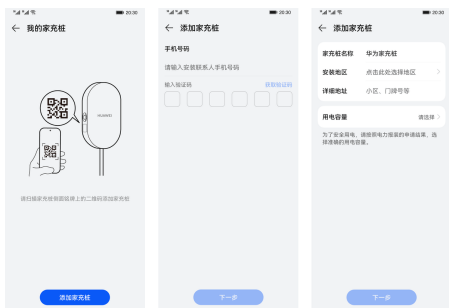 20:30
← 我的家充桩
HUAWEI
请扫描家充桩侧面铭牌上的二维码添加家充桩
添加家充桩
20:30
← 添加家充桩
手机号码
请输入安装联系人手机号码
输入验证码 获取验证码
下一步
20:30
← 添加家充桩
家充桩名称 华为家充桩
安装地区 点击此处选择地区
详细地址 小区、门牌号等
用电容量 请选择
为了安全用电，请按照电力报装的申请结果，选
择准确的用电容量。
下一步